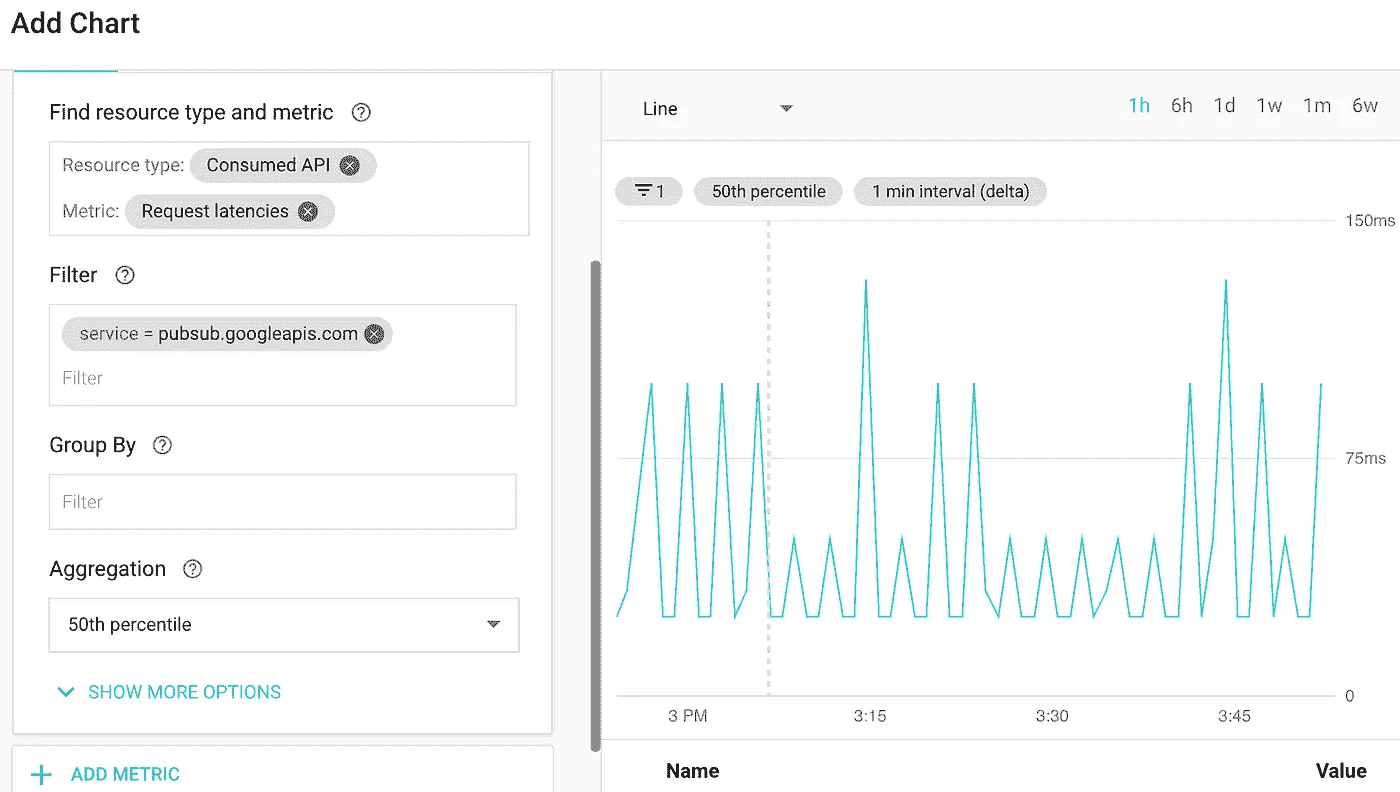 Add Chart
Find resource type and metric ?
Resource type: Consumed API
Metric: Request latencies
Filter ?
service = pubsub.googleapis.com
Filter
Group By ?
Filter
Aggregation ?
50th percentile
SHOW MORE OPTIONS
+ ADD METRIC
Line
1h 6h 1d 1w 1m 6w
1 50th percentile 1 min interval (delta)
150ms
75ms
0
3 PM 3:15 3:30 3:45
Name Value